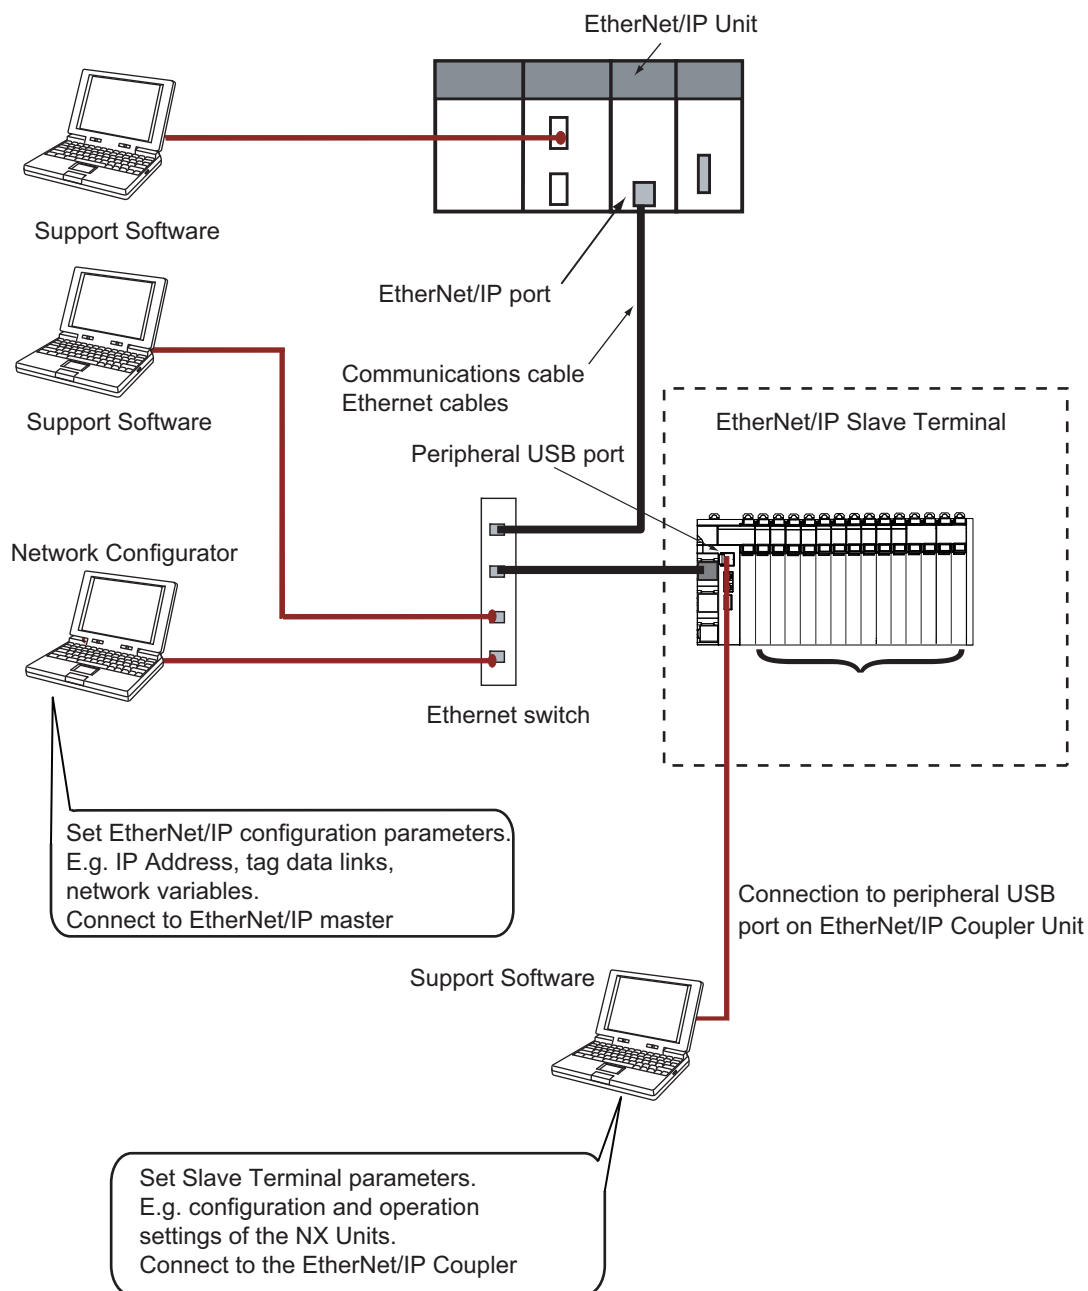 EtherNet/IP Unit
Support Software
EtherNet/IP port
Communications cable
Ethernet cables
Support Software
EtherNet/IP Slave Terminal
Peripheral USB port
Network Configurator
Ethernet switch
Set EtherNet/IP configuration parameters.
E.g. IP Address, tag data links,
network variables.
Connect to EtherNet/IP master
Connection to peripheral USB
port on EtherNet/IP Coupler Unit
Support Software
Set Slave Terminal parameters.
E.g. configuration and operation
settings of the NX Units.
Connect to the EtherNet/IP Coupler